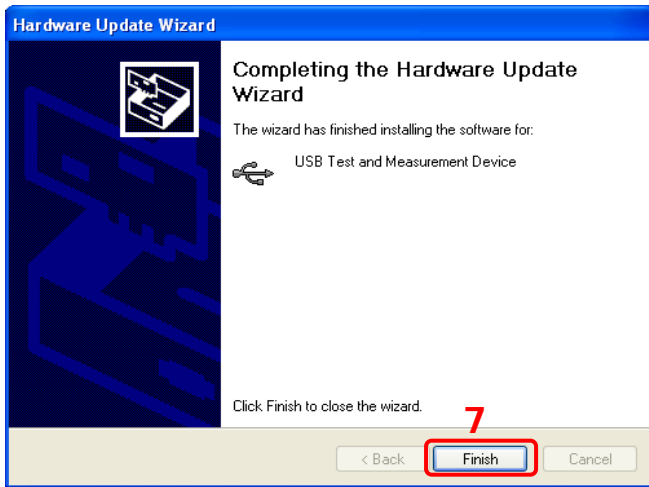 Hardware Update Wizard
Completing the Hardware Update
Wizard
The wizard has finished installing the software for:
USB Test and Measurement Device
Click Finish to close the wizard.
7
< Back
Finish
Cancel